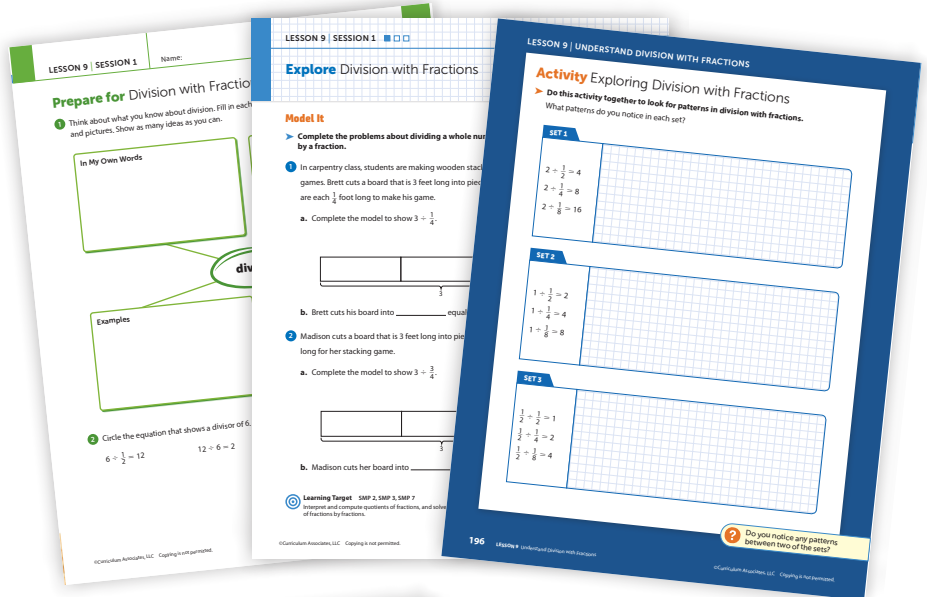 LESSON 9 | SESSION 1
Name:
Prepare for Division with
1 Think about what you know about division. Fill in each
and pictures. Show as many ideas as you can.
In My Own Words
Examples
2 Circle the equation that shows a divisor of 6.
6 ÷ 1/2 = 12
12 ÷ 6 = 2
©Curriculum Associates, LLC Copying is not permitted.
LESSON 9 | SESSION 1
Explore Division with Fractions
Model It
➤ Complete the problems about dividing a whole
by a fraction.
1 In carpentry class, students are making wooden
games. Brett cuts a board that is 3 feet long into
are each 1/4 foot long to make his game.
a. Complete the model to show 3 ÷ 1/4.
3
b. Brett cuts his board into ________
2 Madison cuts a board that is 3 feet long into
long for her stacking game.
a. Complete the model to show 3 ÷ 3/4.
3
b. Madison cuts her board into ________
Learning Target SMP 2, SMP 3, SMP 7
Interpret and compute quotients of fractions, and
of fractions by fractions.
©Curriculum Associates, LLC Copying is not permitted.
LESSON 9 | UNDERSTAND DIVISION WITH FRACTIONS
Activity Exploring Division with Fractions
➤ Do this activity together to look for patterns in division with fractions.
What patterns do you notice in each set?
SET 1
2 ÷ 1/2 = 4
2 ÷ 1/4 = 8
2 ÷ 1/8 = 16
SET 2
1 ÷ 1/2 = 2
1 ÷ 1/4 = 4
1 ÷ 1/8 = 8
SET 3
1/2 ÷ 1/2 = 1
1/2 ÷ 1/4 = 2
1/2 ÷ 1/8 = 4
? Do you notice any patterns
between two of the sets?
196 LESSON 9 Understand Division with Fractions
©Curriculum Associates, LLC Copying is not permitted.